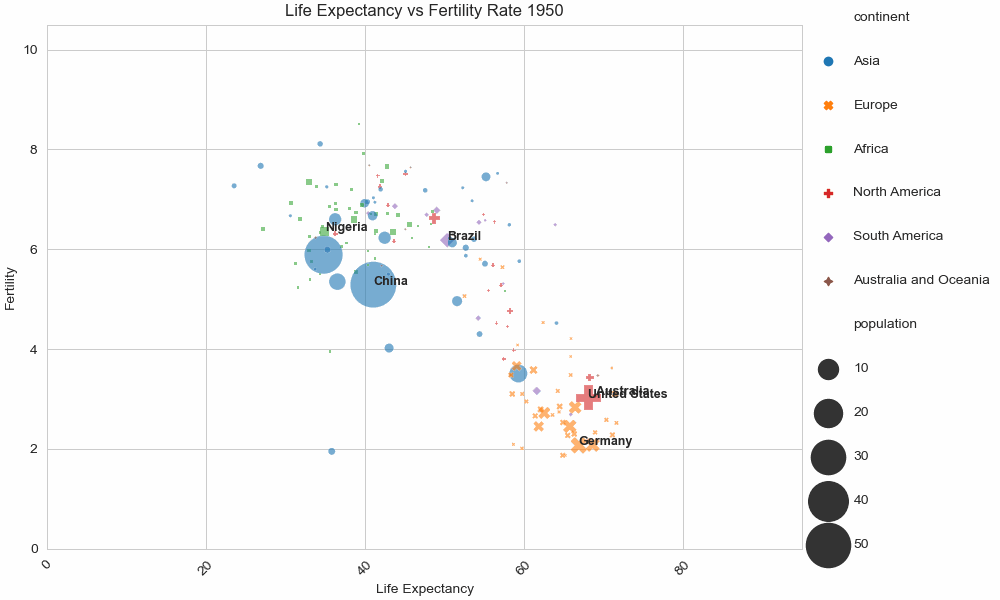 Life Expectancy vs Fertility Rate 1950
continent
10
Asia
Europe
8
Africa
North America
Nigeria
Brazil
South America
6
Fertility
China
Australia and Oceania
population
4
10
Australia
United States
20
Germany
2
30
40
0
50
0
20
40
60
80
Life Expectancy